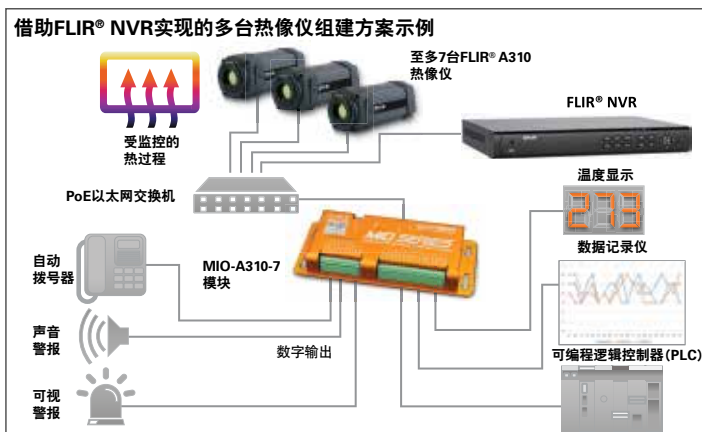 借助FLIR® NVR实现的多台热像仪组建方案示例
至多7台FLIR® A310
热像仪
受监控的
热过程
FLIR® NVR
PoE以太网交换机
温度显示
273
数据记录仪
自动
拨号器
MIO-A310-7
模块
声音
警报
数字输出
可编程逻辑控制器(PLC)
可视
警报